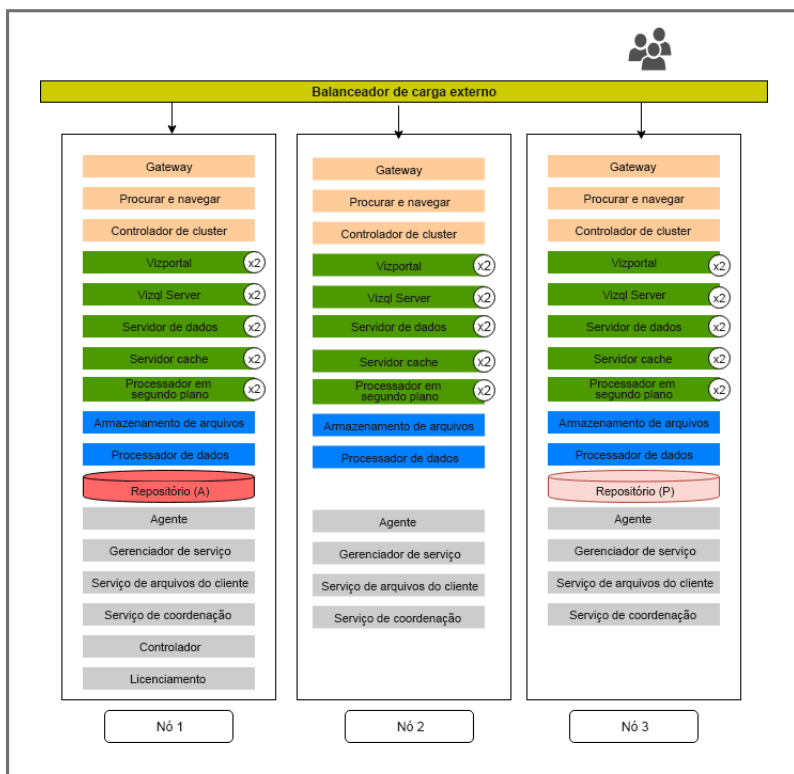 Balanceador de carga externo
Gateway
Procurar e navegar
Controlador de cluster
Vizportal
x2
Vizql Server
x2
Servidor de dados
x2
Servidor cache
x2
Processador em
segundo plano
x2
Armazenamento de arquivos
Processador de dados
Repositório (A)
Agente
Gerenciador de serviço
Serviço de arquivos do cliente
Serviço de coordenação
Controlador
Licenciamento
Nó 1
Gateway
Procurar e navegar
Controlador de cluster
Vizportal
x2
Vizql Server
x2
Servidor de dados
x2
Servidor cache
x2
Processador em
segundo plano
x2
Armazenamento de arquivos
Processador de dados
Agente
Gerenciador de serviço
Serviço de arquivos do cliente
Serviço de coordenação
Nó 2
Gateway
Procurar e navegar
Controlador de cluster
Vizportal
x2
Vizql Server
x2
Servidor de dados
x2
Servidor cache
x2
Processador em
segundo plano
x2
Armazenamento de arquivos
Processador de dados
Repositório (P)
Agente
Gerenciador de serviço
Serviço de arquivos do cliente
Serviço de coordenação
Nó 3